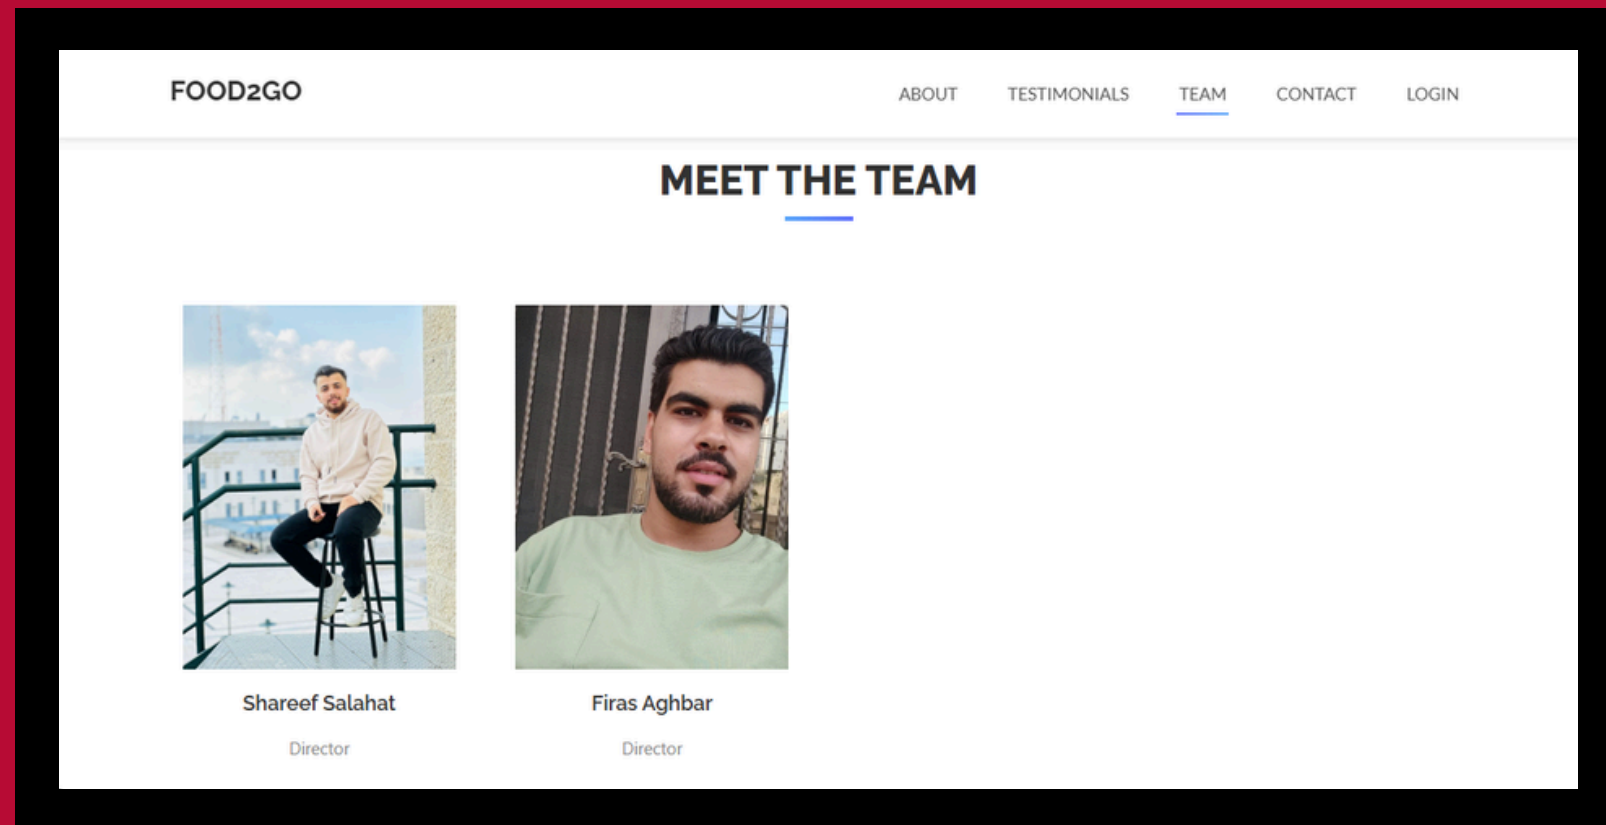 FOOD2GO
ABOUT TESTIMONIALS TEAM CONTACT LOGIN
MEET THE TEAM
Shareef Salahat
Director
Firas Aghbar
Director